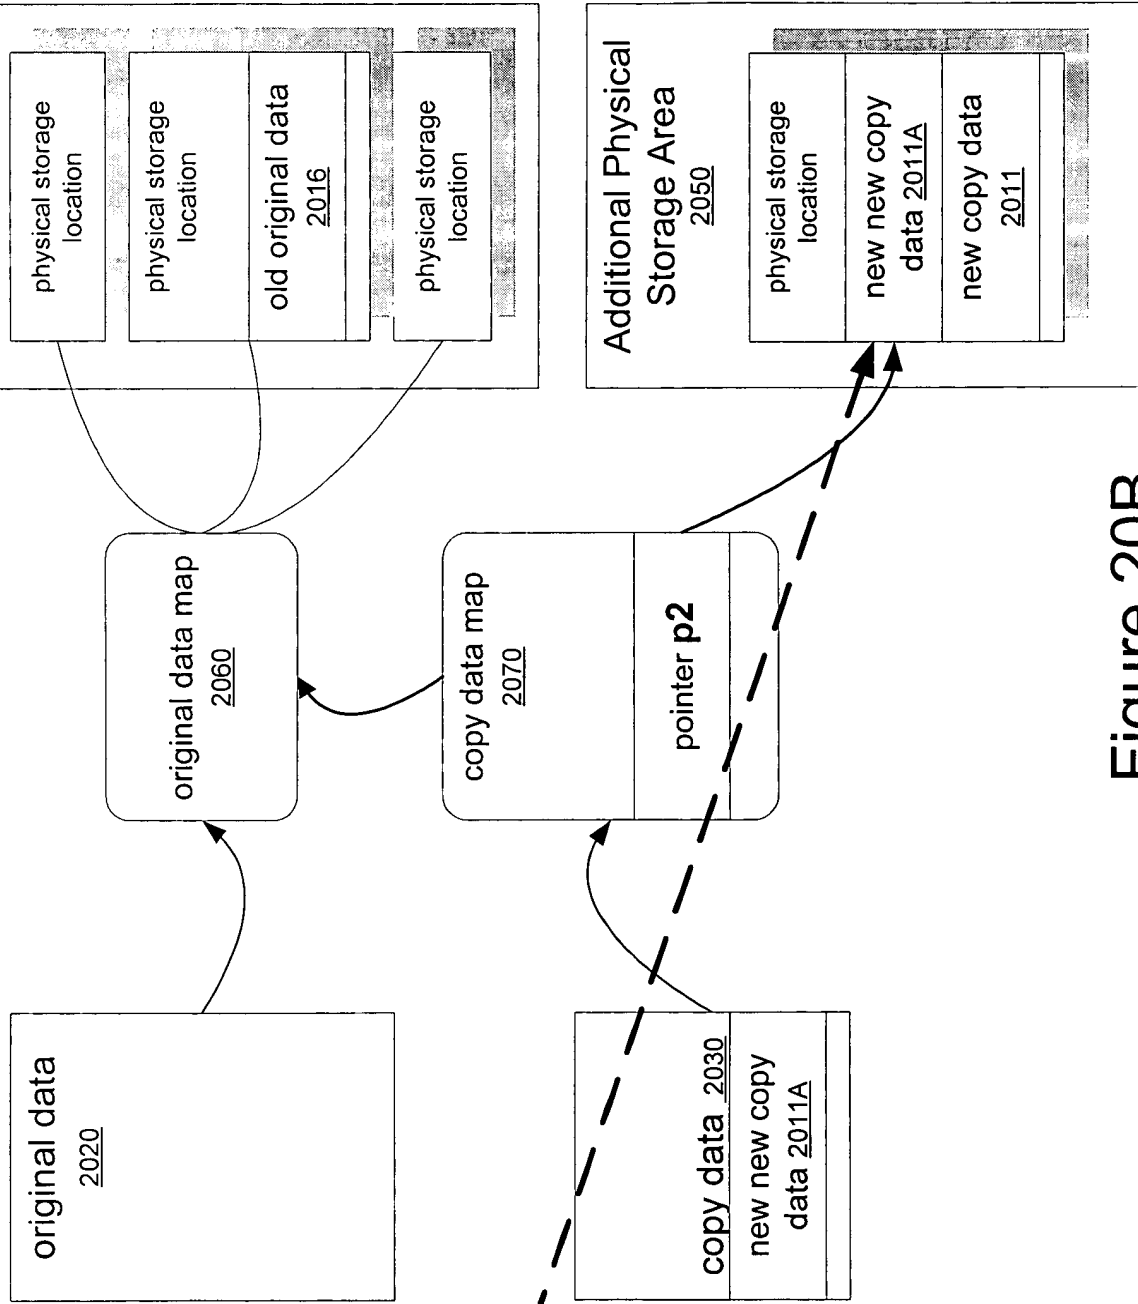 original data
2020
copy data 2030
new new copy
data 2011A
original data map
2060
copy data map
2070
pointer p2
physical storage
location
physical storage
location
old original data
2016
physical storage
location
Additional Physical
Storage Area
2050
physical storage
location
new new copy
data 2011A
new copy data
2011
Figure 20B